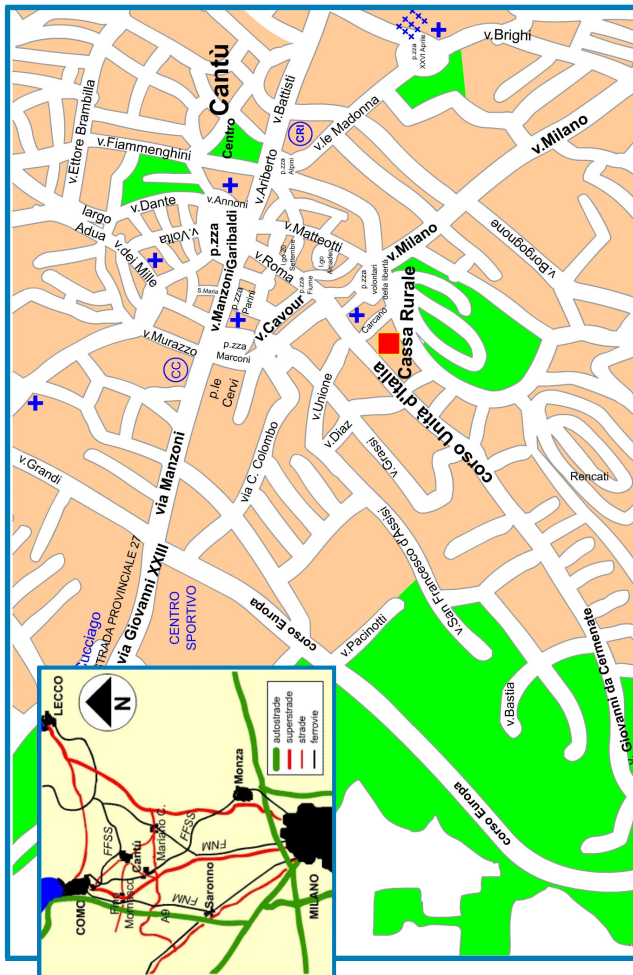 v.Brighi
p.zza
XXVI Aprile
Cantù
v.Battisti
CRI
v.le Madonna
v.Milano
v.Ettore Brambilla
v.Fiammenghini
Centro
v.Ariberto
p.zza
Alpini
v.Annoni
v.Dante
largo
Adua
v.Volta
v.dei Mille
p.zza
Garibaldi
v.Matteotti
v.Roma
l.go 20
Settembre
l.go
Amadeo
v.Milano
v.Borgognone
S.Maria
v.Manzoni
p.zza
Parini
p.zza
Fiume
p.zza
volontari
della libertà
v.Murazzo
p.zza
Marconi
v.Cavour
Carcano
Cassa Rurale
CC
p.le
Cervi
v.Unione
corso Unità d'Italia
v.Diaz
v.Grassi
via C. Colombo
v.Grandi
via Manzoni
Rencati
STRADA PROVINCIALE 27
via Giovanni XXIII
Cucciago
CENTRO
SPORTIVO
corso Europa
v.San Francesco d'Assisi
v.Pacinotti
v.Bastia
v.Giovanni da Cermenate
corso Europa
LECCO
N
COMO
FFSS
Cantù
Mariano C.
FFSS
FNM
Monza
FNM
A9
Saronno
MILANO
autostrade
superstrade
strade
ferrovie